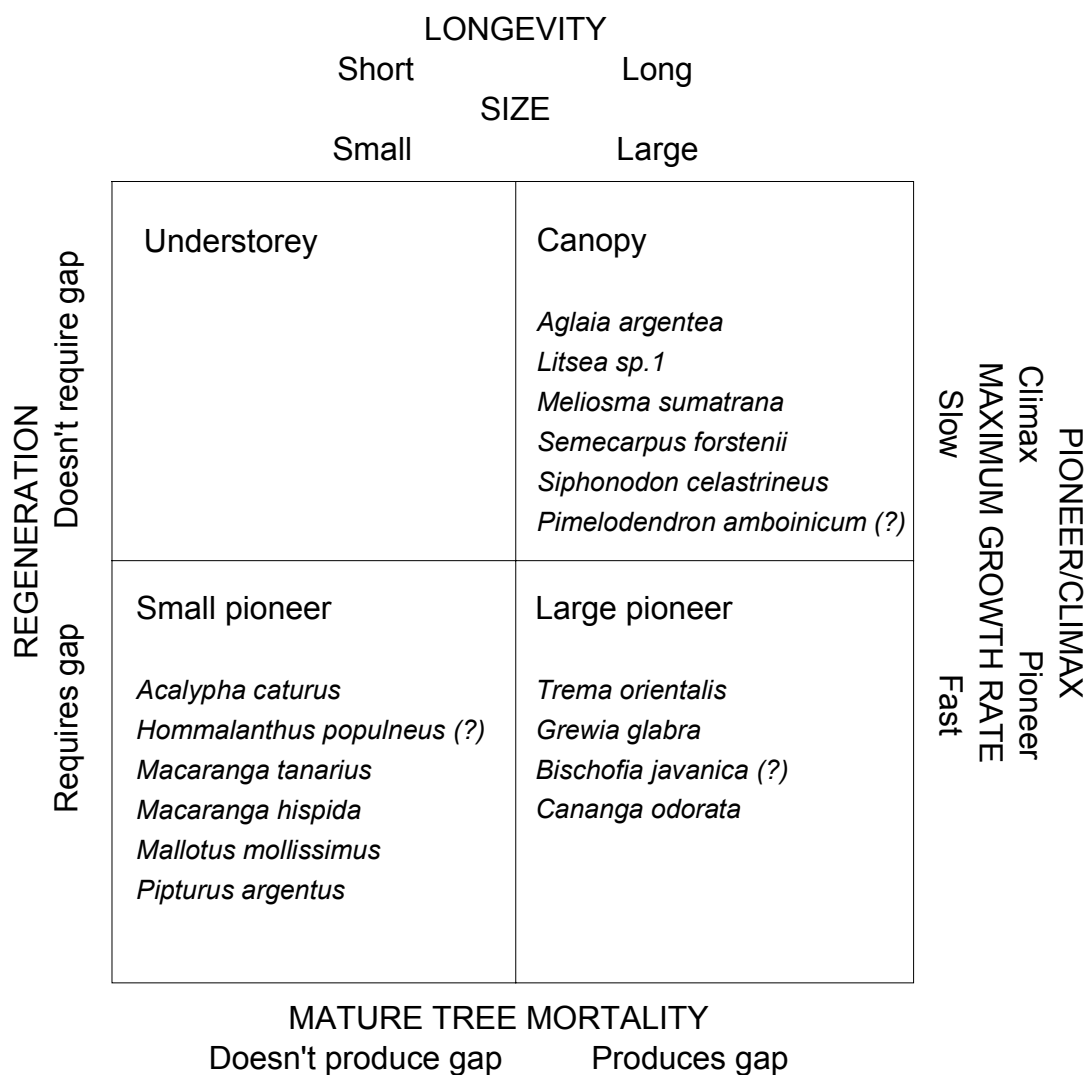 LONGEVITY
Short Long
SIZE
Small Large
REGENERATION
Doesn't require gap
Requires gap
Understorey
Canopy
Aglaia argentea
Litsea sp.1
Meliosma sumatrana
Semecarpus forstenii
Siphonodon celastrineus
Pimelodendron amboinicum (?)
Small pioneer
Acalypha caturus
Hommalanthus populneus (?)
Macaranga tanarius
Macaranga hispida
Mallotus mollissimus
Pipturus argentus
Large pioneer
Trema orientalis
Grewia glabra
Bischofia javanica (?)
Cananga odorata
PIONEER/CLIMAX
Climax Pioneer
MAXIMUM GROWTH RATE
Slow Fast
MATURE TREE MORTALITY
Doesn't produce gap Produces gap